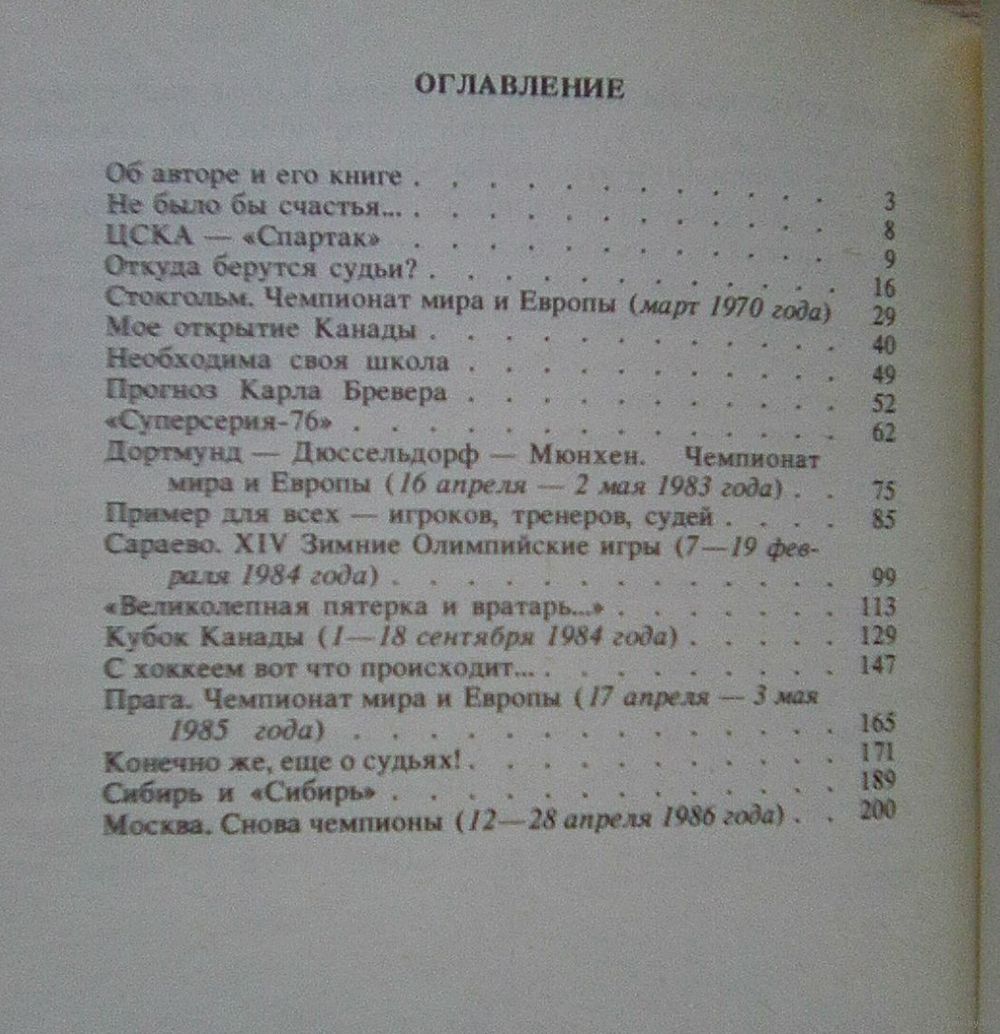 ОГЛАВЛЕНИЕ
Об авторе и его книге . . . . . . . . . . . 3
Не было бы счастья... . . . . . . . . . . . 8
ЦСКА — «Спартак» . . . . . . . . . . . 9
Откуда берутся судьи? . . . . . . . . . . . 16
Стокгольм. Чемпионат мира и Европы (март 1970 года) 29
Мое открытие Канады . . . . . . . . . . . 40
Необходима своя школа . . . . . . . . . . 49
Прогноз Карла Бревера . . . . . . . . . . 52
«Суперсерия-76» . . . . . . . . . . . . . 62
Дортмунд — Дюссельдорф — Мюнхен. Чемпионат
мира и Европы (16 апреля — 2 мая 1983 года) . . 75
Пример для всех — игроков, тренеров, судей . . . . 85
Сараево. XIV Зимние Олимпийские игры (7—19 фев-
раля 1984 года) . . . . . . . . . . . . 99
«Великолепная пятерка и вратарь...» . . . . . . 113
Кубок Канады (1—18 сентября 1984 года) . . . . 129
С хоккеем вот что происходит... . . . . . . . . 147
Прага. Чемпионат мира и Европы (17 апреля — 3 мая
1985 года) . . . . . . . . . . . . . 165
Конечно же, еще о судьях! . . . . . . . . . . 171
Сибирь и «Сибирь» . . . . . . . . . . . . 189
Москва. Снова чемпионы (12—28 апреля 1986 года) . . 200